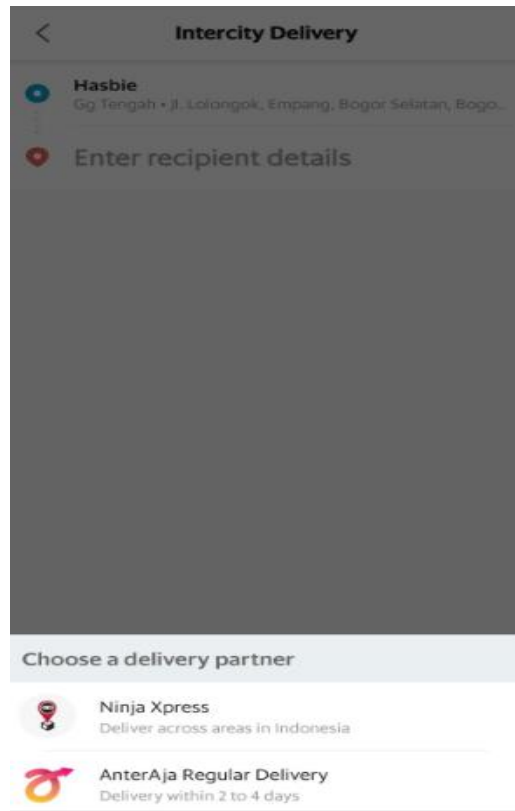 Intercity Delivery
Hasbie
Gg Tengah • Jl. Lolongok, Empang, Bogor Selatan, Bogo...
Enter recipient details
Choose a delivery partner
Ninja Xpress
Deliver across areas in Indonesia
AnterAja Regular Delivery
Delivery within 2 to 4 days